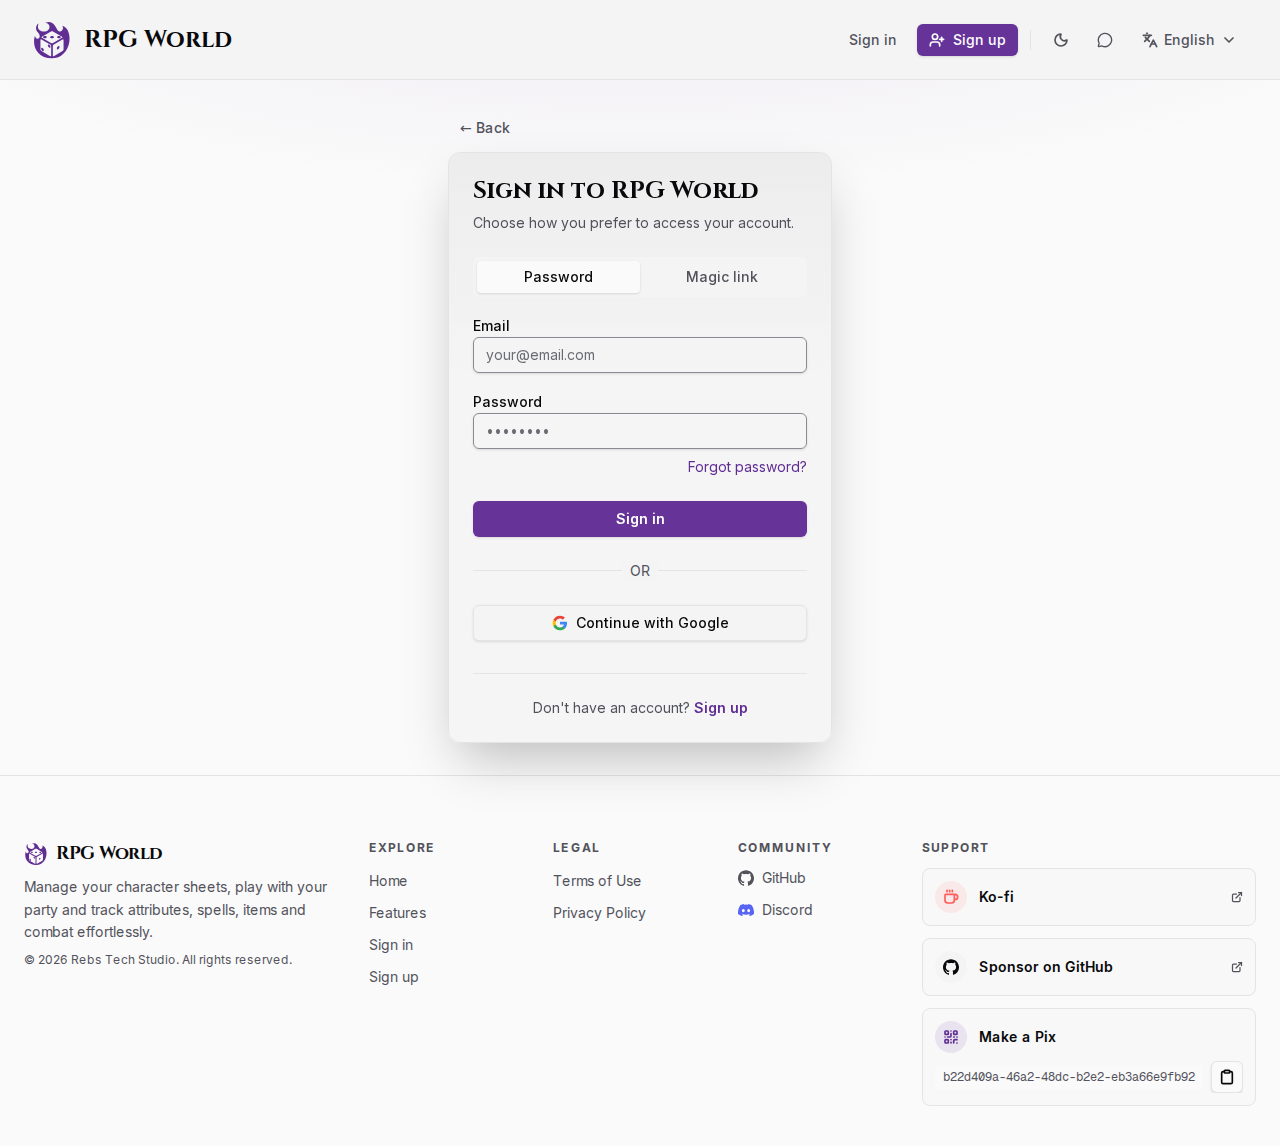 RPG World
Sign in
Sign up
English
← Back
Sign in to RPG World
Choose how you prefer to access your account.
Password
Magic link
Email
your@email.com
Password
••••••••
Forgot password?
Sign in
OR
Continue with Google
Don't have an account? Sign up
RPG World
Manage your character sheets, play with your
party and track attributes, spells, items and
combat effortlessly.
© 2026 Rebs Tech Studio. All rights reserved.
EXPLORE
Home
Features
Sign in
Sign up
LEGAL
Terms of Use
Privacy Policy
COMMUNITY
GitHub
Discord
SUPPORT
Ko-fi
Sponsor on GitHub
Make a Pix
b22d409a-46a2-48dc-b2e2-eb3a66e9fb92